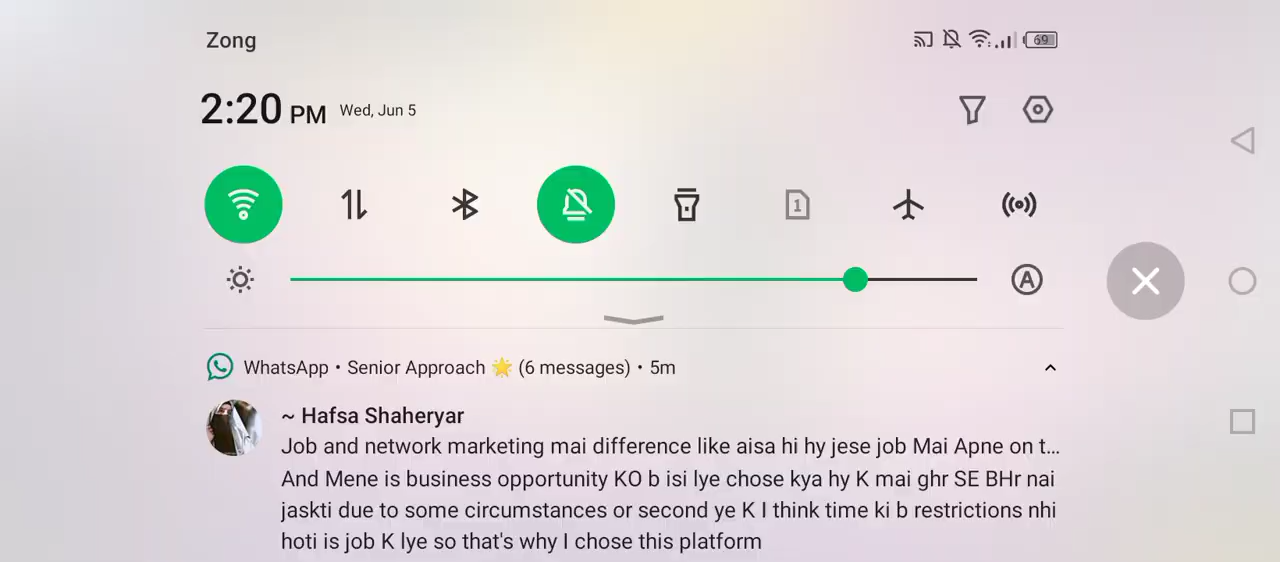 Zong
69
2:20 PM Wed, Jun 5
1
A
WhatsApp • Senior Approach 🌟 (6 messages) • 5m
~ Hafsa Shaheryar
Job and network marketing mai difference like aisa hi hy jese job Mai Apne on t...
And Mene is business opportunity KO b isi lye chose kya hy K mai ghr SE BHr nai
jaskti due to some circumstances or second ye K I think time ki b restrictions nhi
hoti is job K lye so that's why I chose this platform